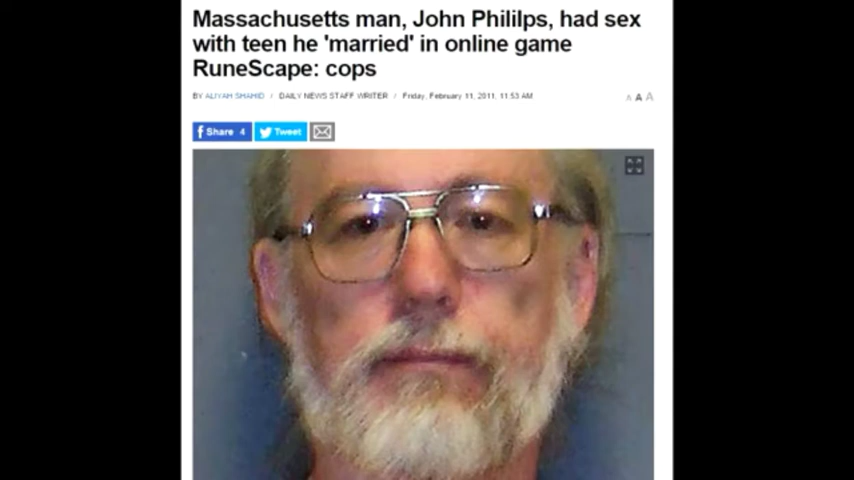 Massachusetts man, John Phililps, had sex
with teen he 'married' in online game
RuneScape: cops
BY ALIYAH SHAHID / DAILY NEWS STAFF WRITER / Friday, February 11, 2011, 11:53 AM
A A A
Share 4 Tweet